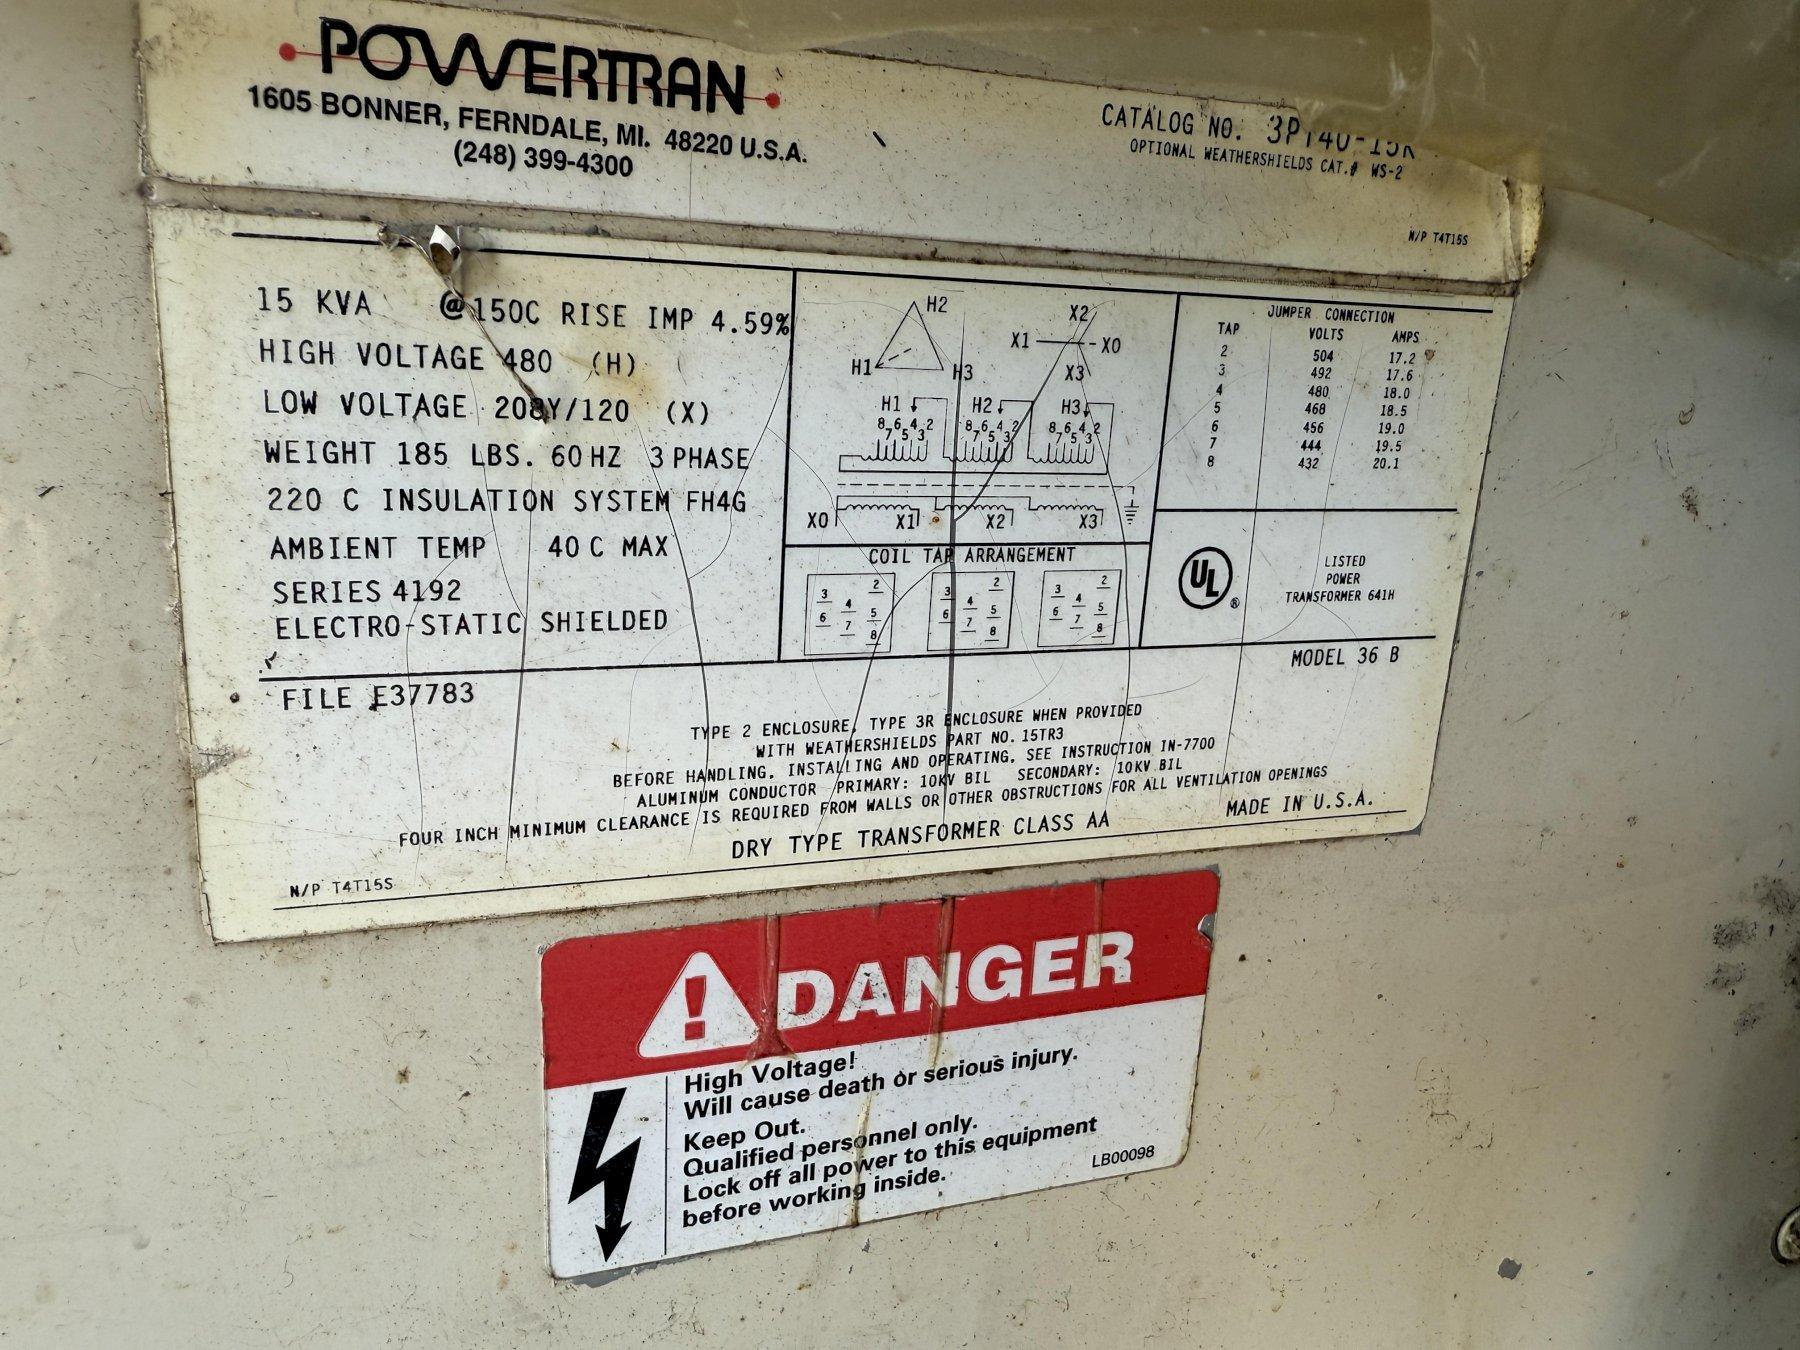 POWERTRAN
1605 BONNER, FERNDALE, MI. 48220 U.S.A.
(248) 399-4300
CATALOG NO.
OPTIONAL WEATHERSHIELDS CAT.# WS-2
N/P T4T15S
15 KVA @150C RISE IMP 4.59%
HIGH VOLTAGE 480 (H)
LOW VOLTAGE 208Y/120 (X)
WEIGHT 185 LBS. 60 HZ 3 PHASE
220 C INSULATION SYSTEM FH4G
AMBIENT TEMP 40 C MAX
SERIES 4192
ELECTRO-STATIC SHIELDED
H2
H1 H3
X2
X1 X0
X3
H1 H2 H3
8 7 6 5 4 3 2 8 7 6 5 4 3 2 8 7 6 5 4 3 2
X0 X1 X2 X3
COIL TAP ARRANGEMENT
2 2 2
3 4 3 4 3 4
6 7 5 6 7 5 6 7 5
8 8 8
JUMPER CONNECTION
TAP VOLTS AMPS
2 504 17.2
3 492 17.6
4 480 18.0
5 468 18.5
6 456 19.0
7 444 19.5
8 432 20.1
UL ®
LISTED
POWER
TRANSFORMER 641H
MODEL 36 B
FILE E37783
TYPE 2 ENCLOSURE, TYPE 3R ENCLOSURE WHEN PROVIDED
WITH WEATHERSHIELDS PART NO. 15TR3
BEFORE HANDLING, INSTALLING AND OPERATING, SEE INSTRUCTION IN-7700
ALUMINUM CONDUCTOR PRIMARY: 10KV BIL SECONDARY: 10KV BIL
FOUR INCH MINIMUM CLEARANCE IS REQUIRED FROM WALLS OR OTHER OBSTRUCTIONS FOR ALL VENTILATION OPENINGS
DRY TYPE TRANSFORMER CLASS AA
MADE IN U.S.A.
N/P T4T15S
DANGER
High Voltage!
Will cause death or serious injury.
Keep Out.
Qualified personnel only.
Lock off all power to this equipment
before working inside.
LB00098